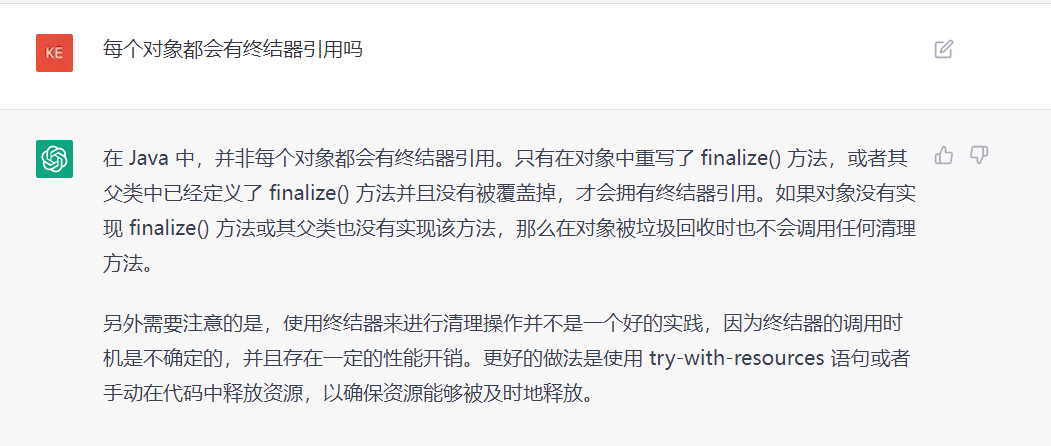 KE
每个对象都会有终结器引用吗
在 Java 中，并非每个对象都会有终结器引用。只有在对象中重写了 finalize() 方法，或者其
父类中已经定义了 finalize() 方法并且没有被覆盖掉，才会拥有终结器引用。如果对象没有实
现 finalize() 方法或其父类也没有实现该方法，那么在对象被垃圾回收时也不会调用任何清理
方法。
另外需要注意的是，使用终结器来进行清理操作并不是一个好的实践，因为终结器的调用时
机是不确定的，并且存在一定的性能开销。更好的做法是使用 try-with-resources 语句或者
手动在代码中释放资源，以确保资源能够被及时地释放。